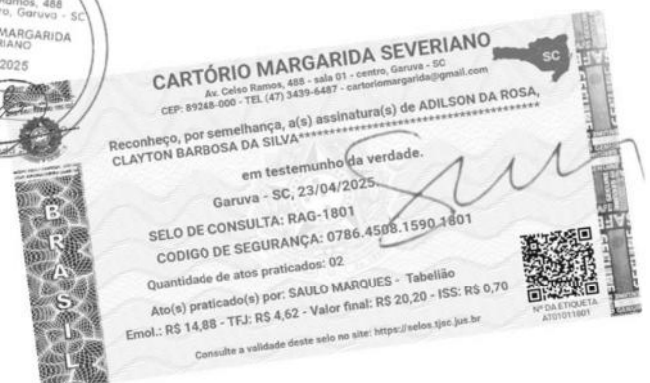 Ramos, 488
Garuva - SC
MARGARIDA
RIANO
2025
CARTÓRIO MARGARIDA SEVERIANO
Av. Celso Ramos, 488 - sala 01 - centro, Garuva - SC
CEP: 89248-000 - TEL (47) 3439-6487 - cartoriomargarida@gmail.com
SC
Reconheço, por semelhança, a(s) assinatura(s) de ADILSON DA ROSA,
CLAYTON BARBOSA DA SILVA****************************************
em testemunho da verdade.
Garuva - SC, 23/04/2025.
SELO DE CONSULTA: RAG-1801
CODIGO DE SEGURANÇA: 0786.4508.1590.1801
Quantidade de atos praticados: 02
Ato(s) praticado(s) por: SAULO MARQUES - Tabelião
Emol.: R$ 14,88 - TFJ: R$ 4,62 - Valor final: R$ 20,20 - ISS: R$ 0,70
Consulte a validade deste selo no site: https://selos.tjsc.jus.br
Nº DA ETIQUETA
AT01011801
BRASIL